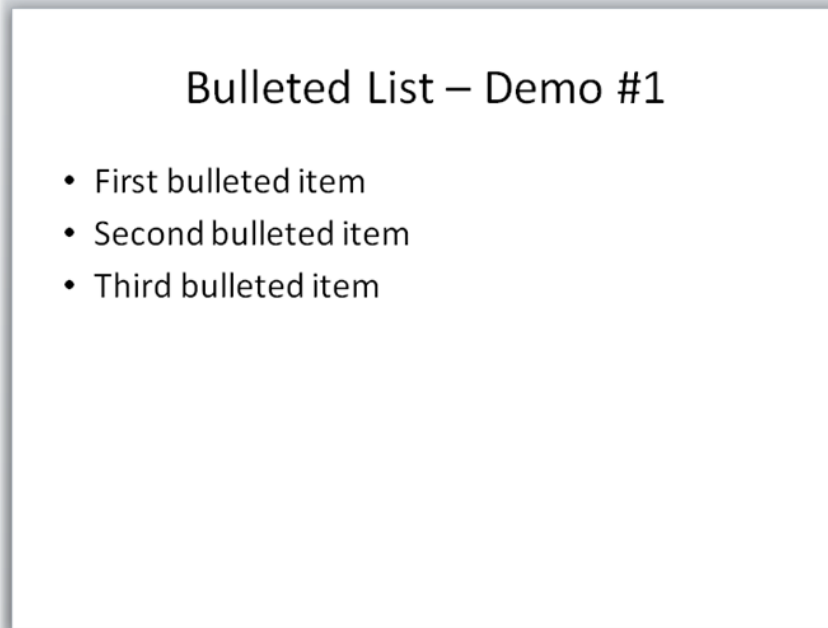 Bulleted List – Demo #1
• First bulleted item
• Second bulleted item
• Third bulleted item